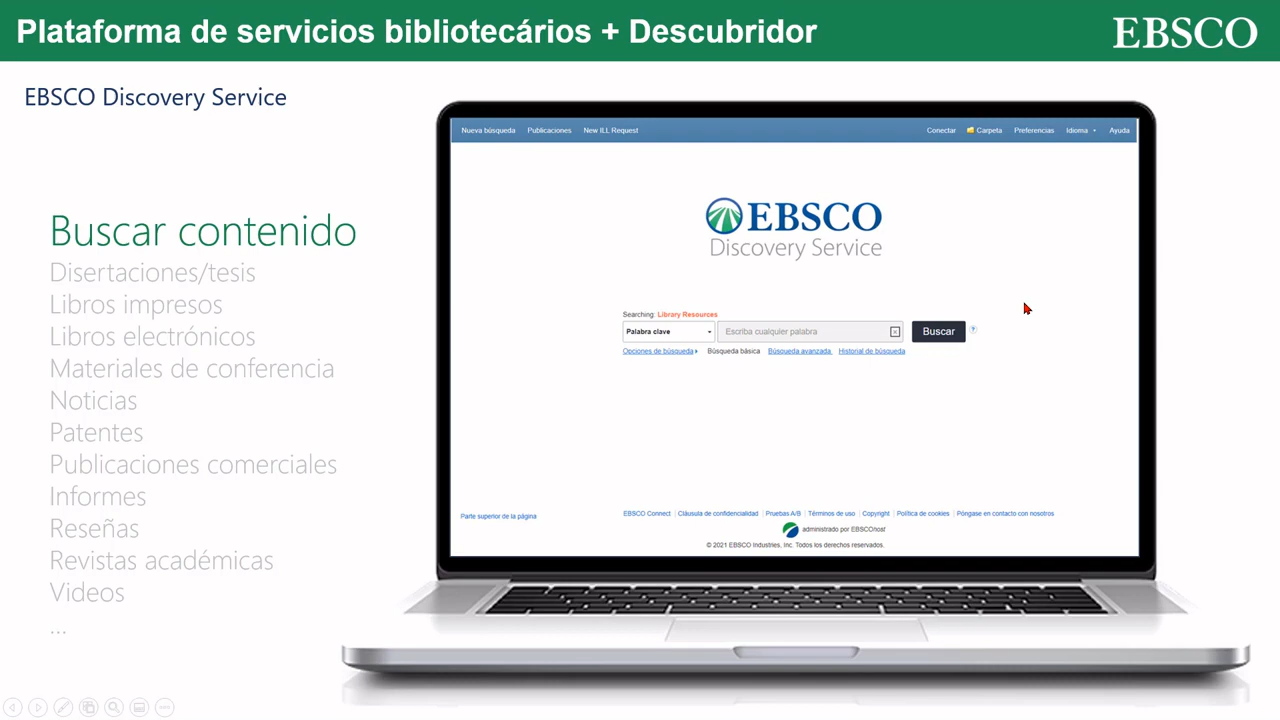 Plataforma de servicios bibliotecários + Descubridor
EBSCO
EBSCO Discovery Service
Buscar contenido
Disertaciones/tesis
Libros impresos
Libros electrónicos
Materiales de conferencia
Noticias
Patentes
Publicaciones comerciales
Informes
Reseñas
Revistas académicas
Videos
...
Nueva búsqueda Publicaciones New ILL Request Conectar Carpeta Preferencias Idioma Ayuda
EBSCO
Discovery Service
Searching: Library Resources
Palabra clave Escriba cualquier palabra Buscar ?
Opciones de búsqueda Búsqueda básica Búsqueda avanzada Historial de búsqueda
Parte superior de la página
EBSCO Connect Cláusula de confidencialidad Pruebas A/B Términos de uso Copyright Política de cookies Póngase en contacto con nosotros
administrado por EBSCOhost
© 2021 EBSCO Industries, Inc. Todos los derechos reservados.